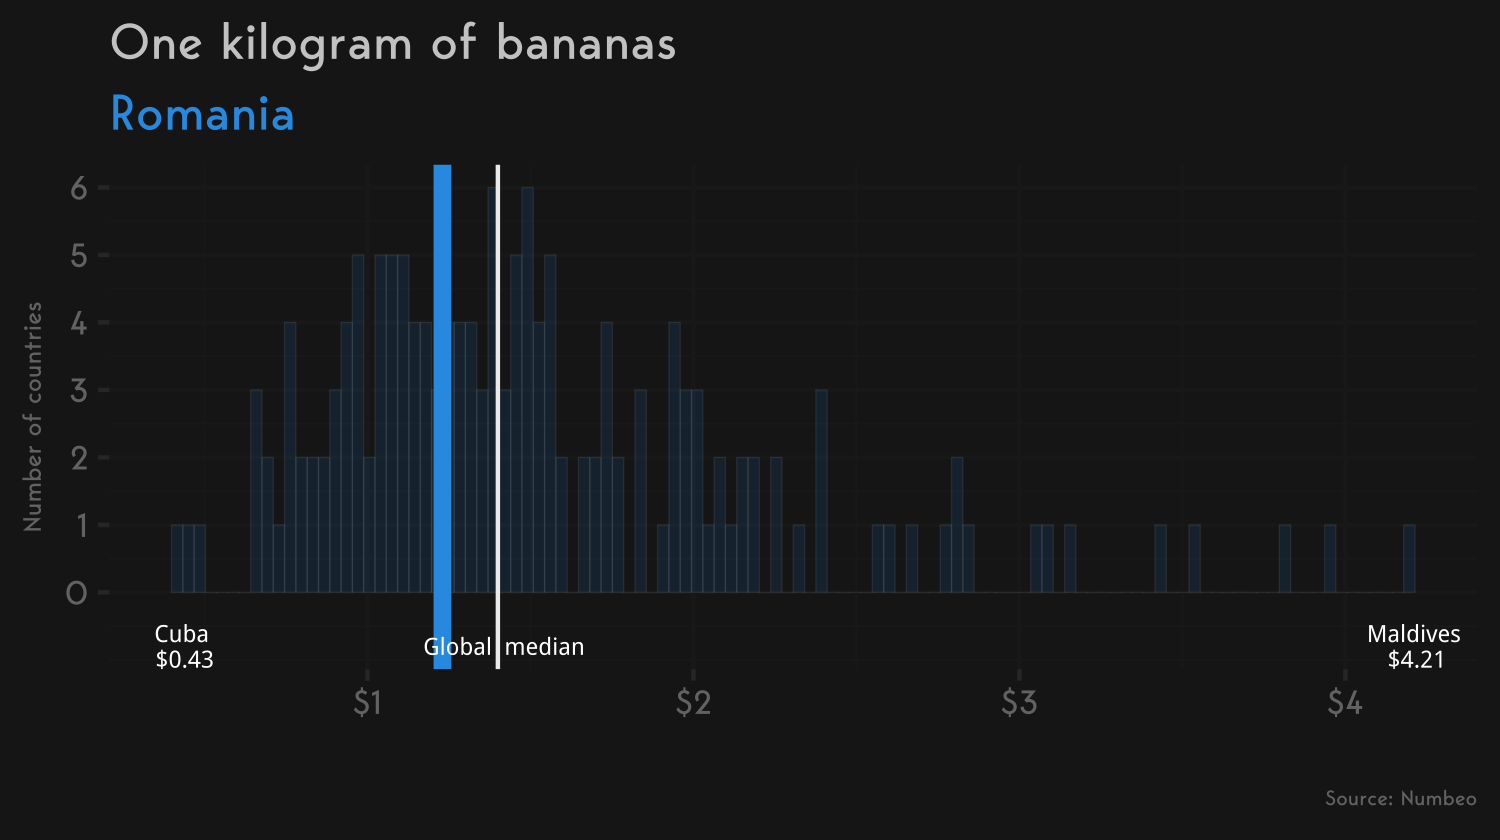 One kilogram of bananas
Romania
Number of countries
6
5
4
3
2
1
0
Cuba
$0.43
Global median
Maldives
$4.21
$1 $2 $3 $4
Source: Numbeo